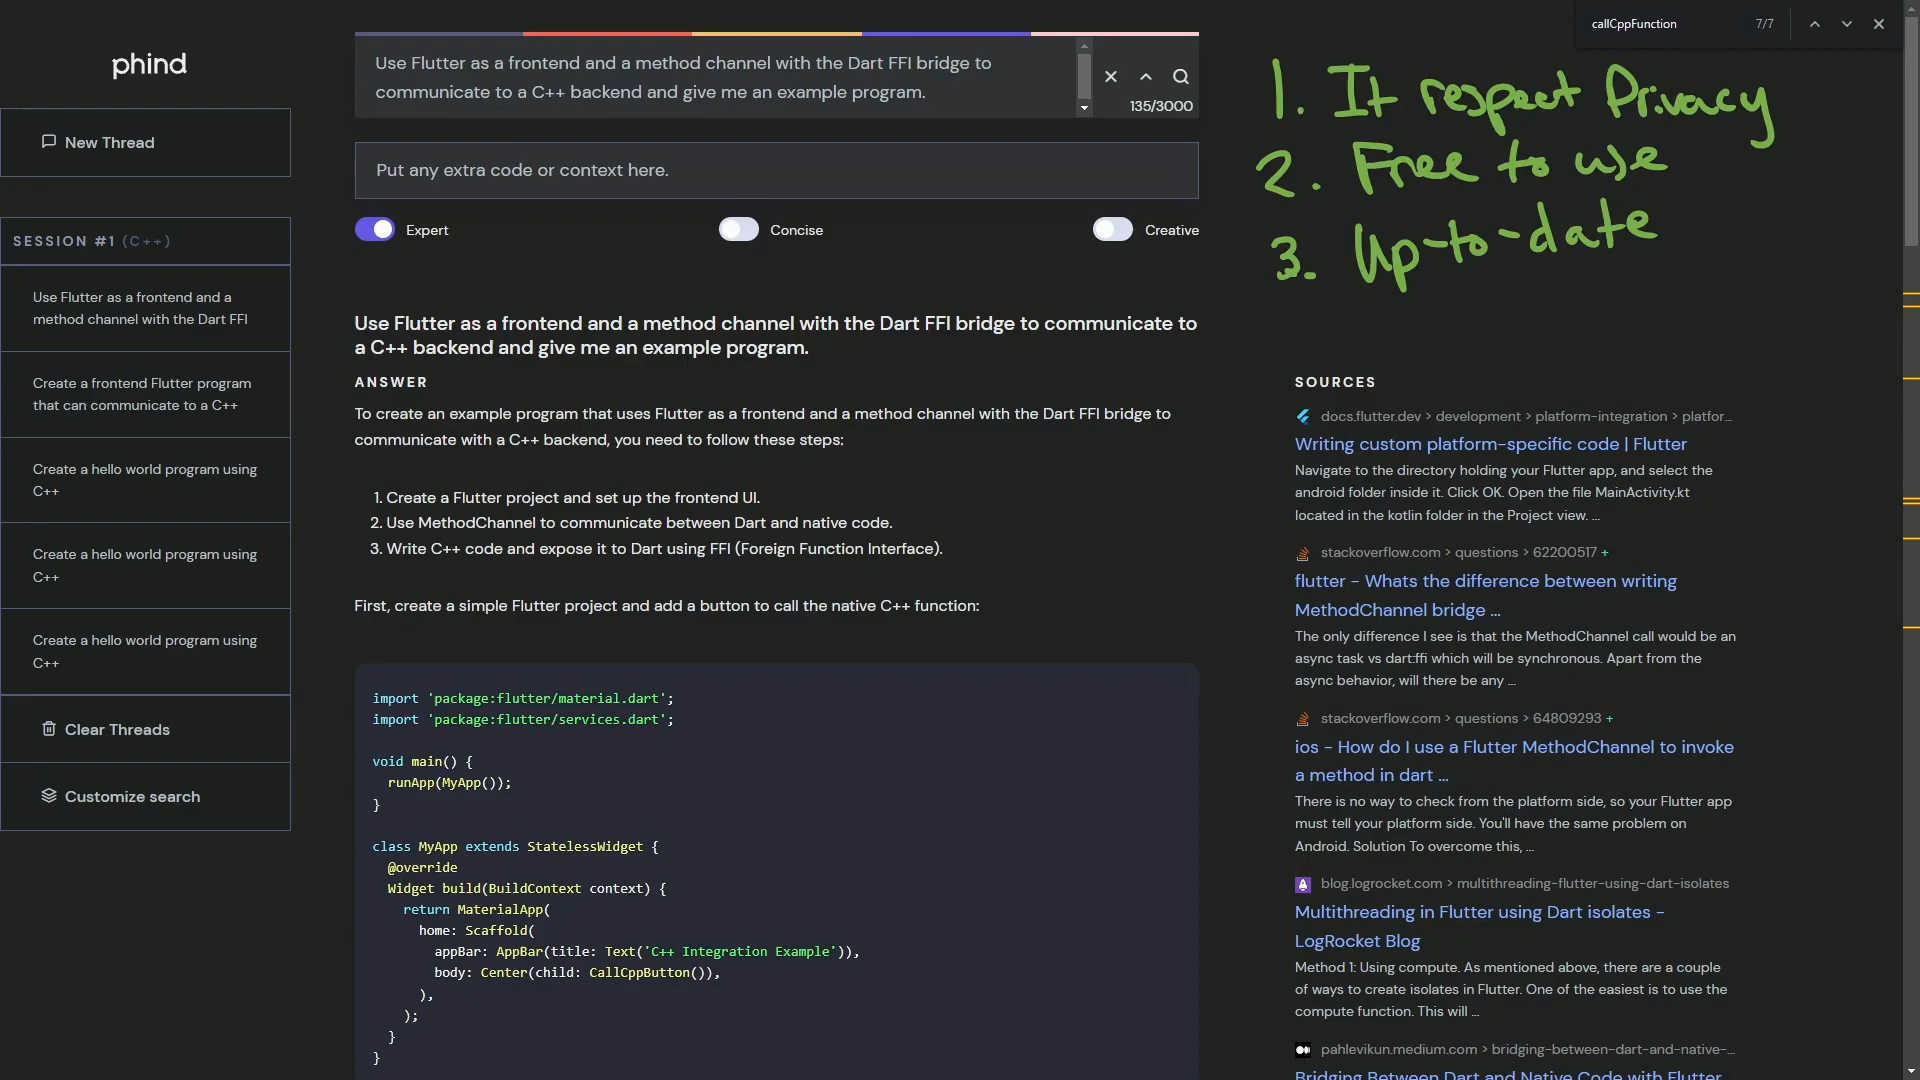 callCppFunction
7/7
phind
New Thread
SESSION #1 (C++)
Use Flutter as a frontend and a
method channel with the Dart FFI
Create a frontend Flutter program
that can communicate to a C++
Create a hello world program using
C++
Create a hello world program using
C++
Create a hello world program using
C++
Clear Threads
Customize search
Use Flutter as a frontend and a method channel with the Dart FFI bridge to
communicate to a C++ backend and give me an example program.
135/3000
Put any extra code or context here.
Expert
Concise
Creative
Use Flutter as a frontend and a method channel with the Dart FFI bridge to communicate to
a C++ backend and give me an example program.
ANSWER
To create an example program that uses Flutter as a frontend and a method channel with the Dart FFI bridge to
communicate with a C++ backend, you need to follow these steps:
1. Create a Flutter project and set up the frontend UI.
2. Use MethodChannel to communicate between Dart and native code.
3. Write C++ code and expose it to Dart using FFI (Foreign Function Interface).
First, create a simple Flutter project and add a button to call the native C++ function:
import 'package:flutter/material.dart';
import 'package:flutter/services.dart';
void main() {
runApp(MyApp());
}
class MyApp extends StatelessWidget {
@override
Widget build(BuildContext context) {
return MaterialApp(
home: Scaffold(
appBar: AppBar(title: Text('C++ Integration Example')),
body: Center(child: CallCppButton()),
),
);
}
}
1. It respect Privacy
2. Free to use
3. Up-to-date
SOURCES
docs.flutter.dev > development > platform-integration > platfor...
Writing custom platform-specific code | Flutter
Navigate to the directory holding your Flutter app, and select the
android folder inside it. Click OK. Open the file MainActivity.kt
located in the kotlin folder in the Project view. ...
stackoverflow.com > questions > 62200517 +
flutter - Whats the difference between writing
MethodChannel bridge ...
The only difference I see is that the MethodChannel call would be an
async task vs dart:ffi which will be synchronous. Apart from the
async behavior, will there be any ...
stackoverflow.com > questions > 64809293 +
ios - How do I use a Flutter MethodChannel to invoke
a method in dart ...
There is no way to check from the platform side, so your Flutter app
must tell your platform side. You'll have the same problem on
Android. Solution To overcome this, ...
blog.logrocket.com > multithreading-flutter-using-dart-isolates
Multithreading in Flutter using Dart isolates -
LogRocket Blog
Method 1: Using compute. As mentioned above, there are a couple
of ways to create isolates in Flutter. One of the easiest is to use the
compute function. This will ...
pahlevikun.medium.com > bridging-between-dart-and-native-...
Bridging Between Dart and Native Code with Flutter